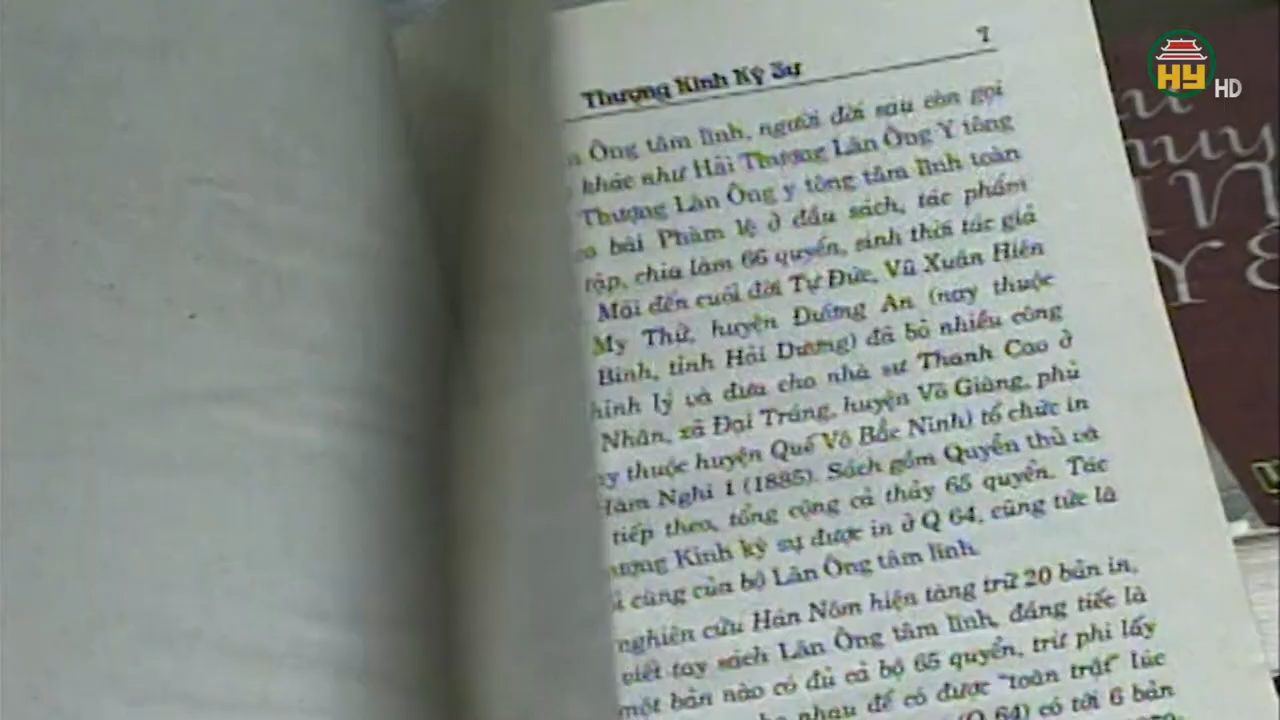 HY HD
7
Thượng Kinh Ký Sự
Ông tâm lĩnh, người đời sau còn gọi
khác như Hải Thượng Lãn Ông Y tông
Thượng Lãn Ông y tông tâm lĩnh toàn
bài Phàm lệ ở đầu sách, tác phẩm
tập, chia làm 66 quyển, sinh thời tác giả
Mãi đến cuối đời Tự Đức, Vũ Xuân Hiên
My Thử, huyện Đường An (nay thuộc
Bình, tỉnh Hải Dương) đã bỏ nhiều công
lý và đưa cho nhà sư Thanh Cao ở
Nhân, xã Đại Tráng, huyện Võ Giàng, phủ
thuộc huyện Quế Võ Bắc Ninh) tổ chức in
Nghi 1 (1885). Sách gồm Quyển thủ và
tiếp theo, tổng cộng cả thảy 65 quyển. Tác
Kinh ký sự được in ở Q 64, cũng tức là
cùng của bộ Lãn Ông tâm lĩnh.
nghiên cứu Hán Nôm hiện tàng trữ 20 bản in,
viết tay sách Lãn Ông tâm lĩnh, đáng tiếc là
một bản nào có đủ cả bộ 65 quyển, trừ phi lấy
nhau để có được "toàn trật" lúc
(Q 64) có tới 6 bản